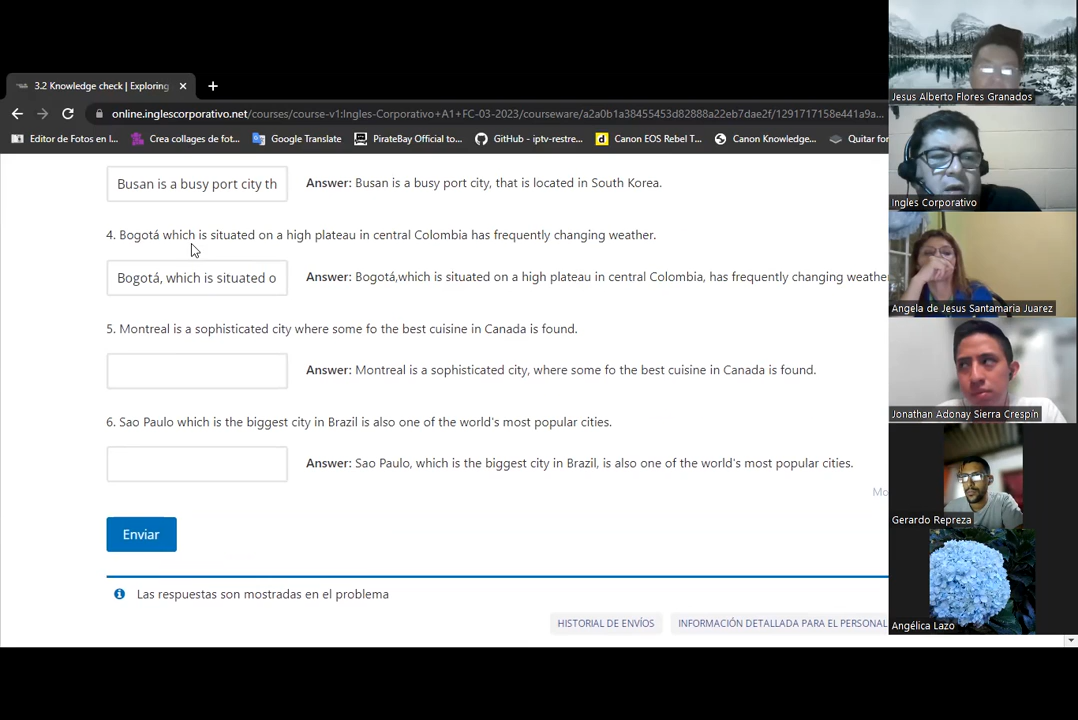 3.2 Knowledge check | Exploring
online.inglescorporativo.net/courses/course-v1:Ingles-Corporativo+A1+FC-03-2023/courseware/a2a0b1a38455453d82888a22eb7dae2f/1291717158e441a9a...
Editor de Fotos en l...
Crea collages de fot...
Google Translate
PirateBay Official to...
GitHub - iptv-restre...
Canon EOS Rebel T...
Canon Knowledge...
Quitar for
Busan is a busy port city th
Answer: Busan is a busy port city, that is located in South Korea.
4. Bogotá which is situated on a high plateau in central Colombia has frequently changing weather.
Bogotá, which is situated o
Answer: Bogotá,which is situated on a high plateau in central Colombia, has frequently changing weathe
5. Montreal is a sophisticated city where some fo the best cuisine in Canada is found.
Answer: Montreal is a sophisticated city, where some fo the best cuisine in Canada is found.
6. Sao Paulo which is the biggest city in Brazil is also one of the world's most popular cities.
Answer: Sao Paulo, which is the biggest city in Brazil, is also one of the world's most popular cities.
Mo
Enviar
Las respuestas son mostradas en el problema
HISTORIAL DE ENVÍOS
INFORMACIÓN DETALLADA PARA EL PERSONAL
Jesus Alberto Flores Granados
Ingles Corporativo
Angela de Jesus Santamaria Juarez
Jonathan Adonay Sierra Crespín
Gerardo Repreza
Angélica Lazo